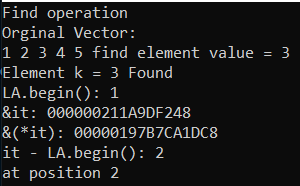 Find operation
Orginal Vector:
1 2 3 4 5 find element value = 3
Element k = 3 Found
LA.begin(): 1
&it: 000000211A9DF248
&(*it): 00000197B7CA1DC8
it - LA.begin(): 2
at position 2